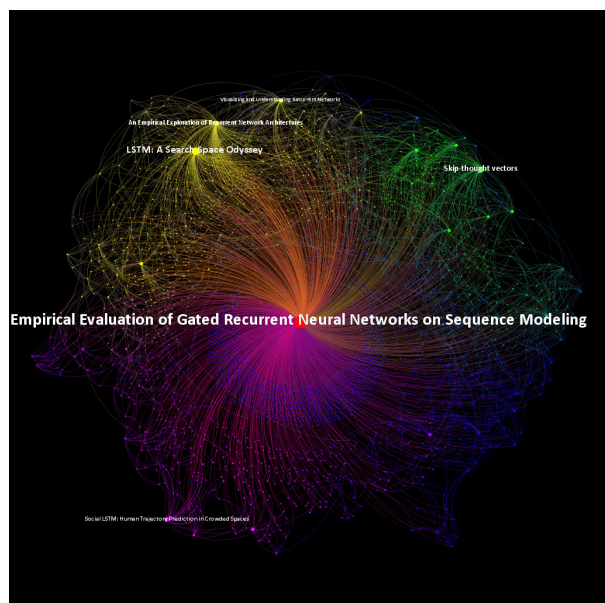 Visualizing and Understanding Recurrent Networks
An Empirical Exploration of Recurrent Network Architectures
LSTM: A Search Space Odyssey
Skip-thought vectors
Empirical Evaluation of Gated Recurrent Neural Networks on Sequence Modeling
Social LSTM: Human Trajectory Prediction in Crowded Spaces